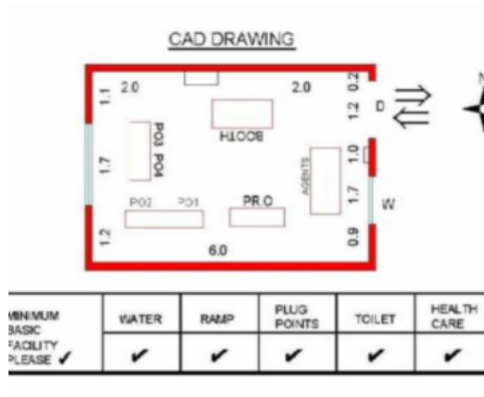 CAD DRAWING
N
2.0
2.0
0.2
1.1
1.2
D
BOOTH
PO3 PO4
1.0
AGENTS
1.7
1.7
PO2 PO1
PR.O
W
1.2
0.9
6.0
MINIMUM BASIC FACILITY PLEASE ✓
WATER
RAMP
PLUG POINTS
TOILET
HEALTH CARE
✓ ✓ ✓ ✓ ✓